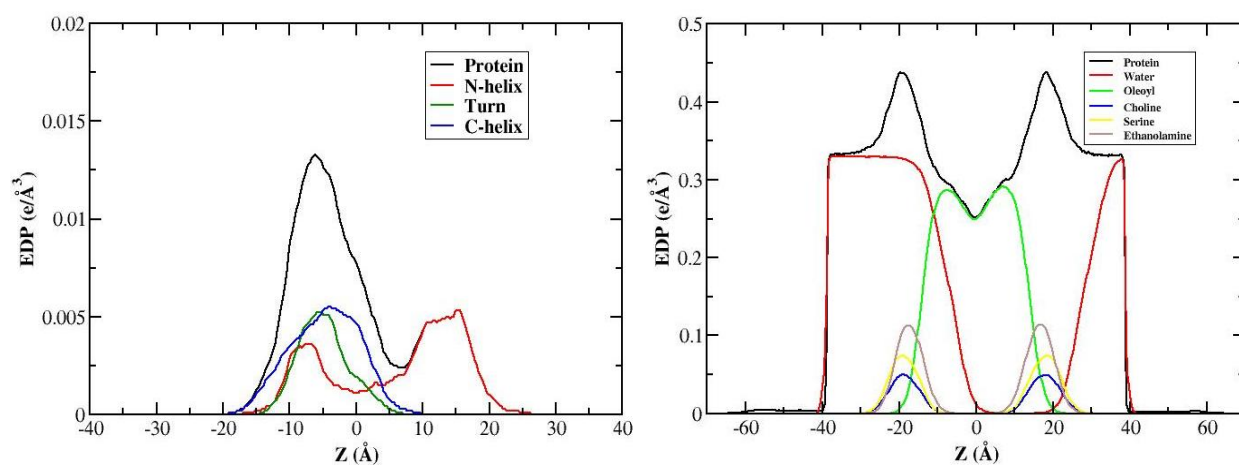 0.02
0.015
0.01
0.005
0
EDP (e/Å³)
-40 -30 -20 -10 0 10 20 30 40
Z (Å)
Protein
N-helix
Turn
C-helix
0.5
0.4
0.3
0.2
0.1
0
EDP (e/Å³)
-60 -40 -20 0 20 40 60
Z (Å)
Protein
Water
Oleoyl
Choline
Serine
Ethanolamine